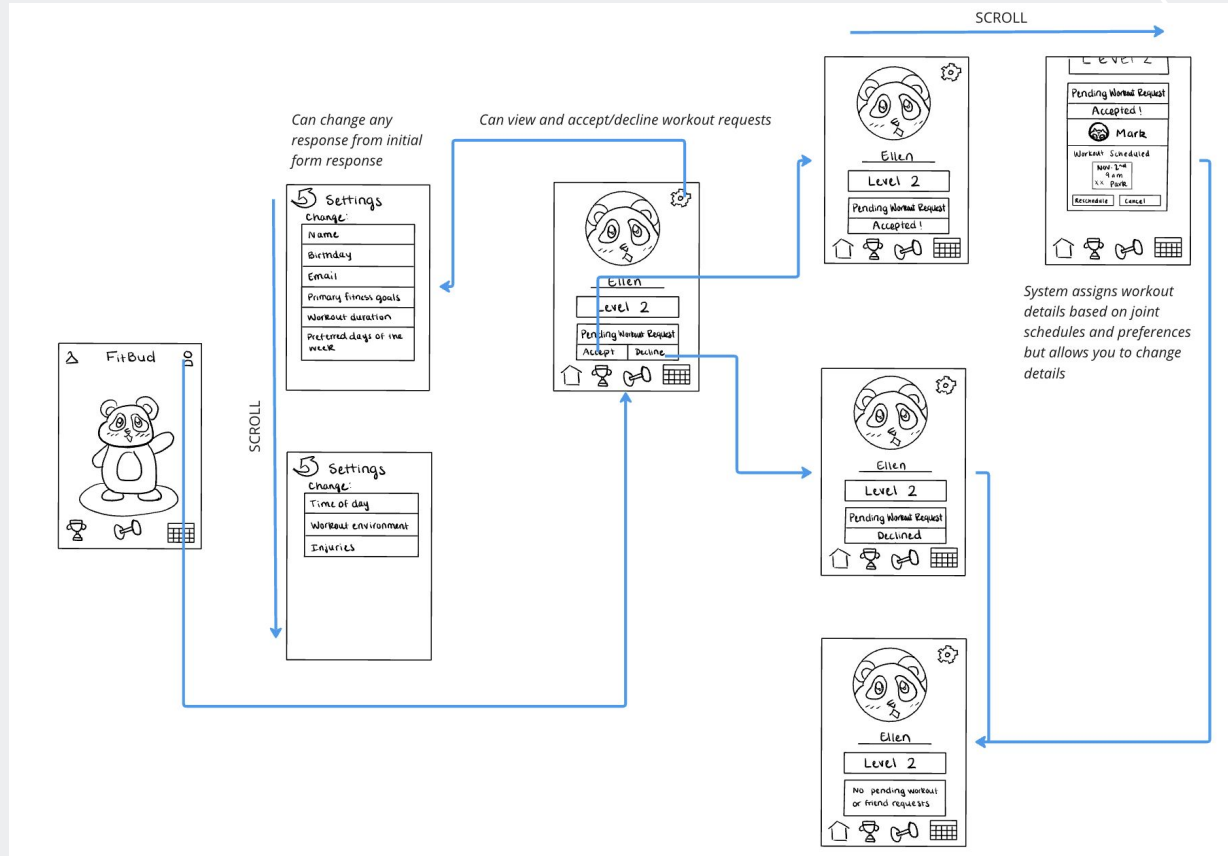 SCROLL
Can change any
response from initial
form response
Can view and accept/decline workout requests
Settings
Change:
Name
Birthday
Email
Primary fitness goals
Workout duration
Preferred days of the
week
SCROLL
Settings
Change:
Time of day
Workout environment
Injuries
FitBud
Ellen
Level 2
Pending Workout Request
Accept
Decline
Ellen
Level 2
Pending Workout Request
Accepted!
Level 2
Pending Workout Request
Accepted!
Mark
Workout Scheduled
Nov. 2nd
9am
xx Park
Reschedule
Cancel
System assigns workout
details based on joint
schedules and preferences
but allows you to change
details
Ellen
Level 2
Pending Workout Request
Declined
Ellen
Level 2
No pending workout
or friend requests